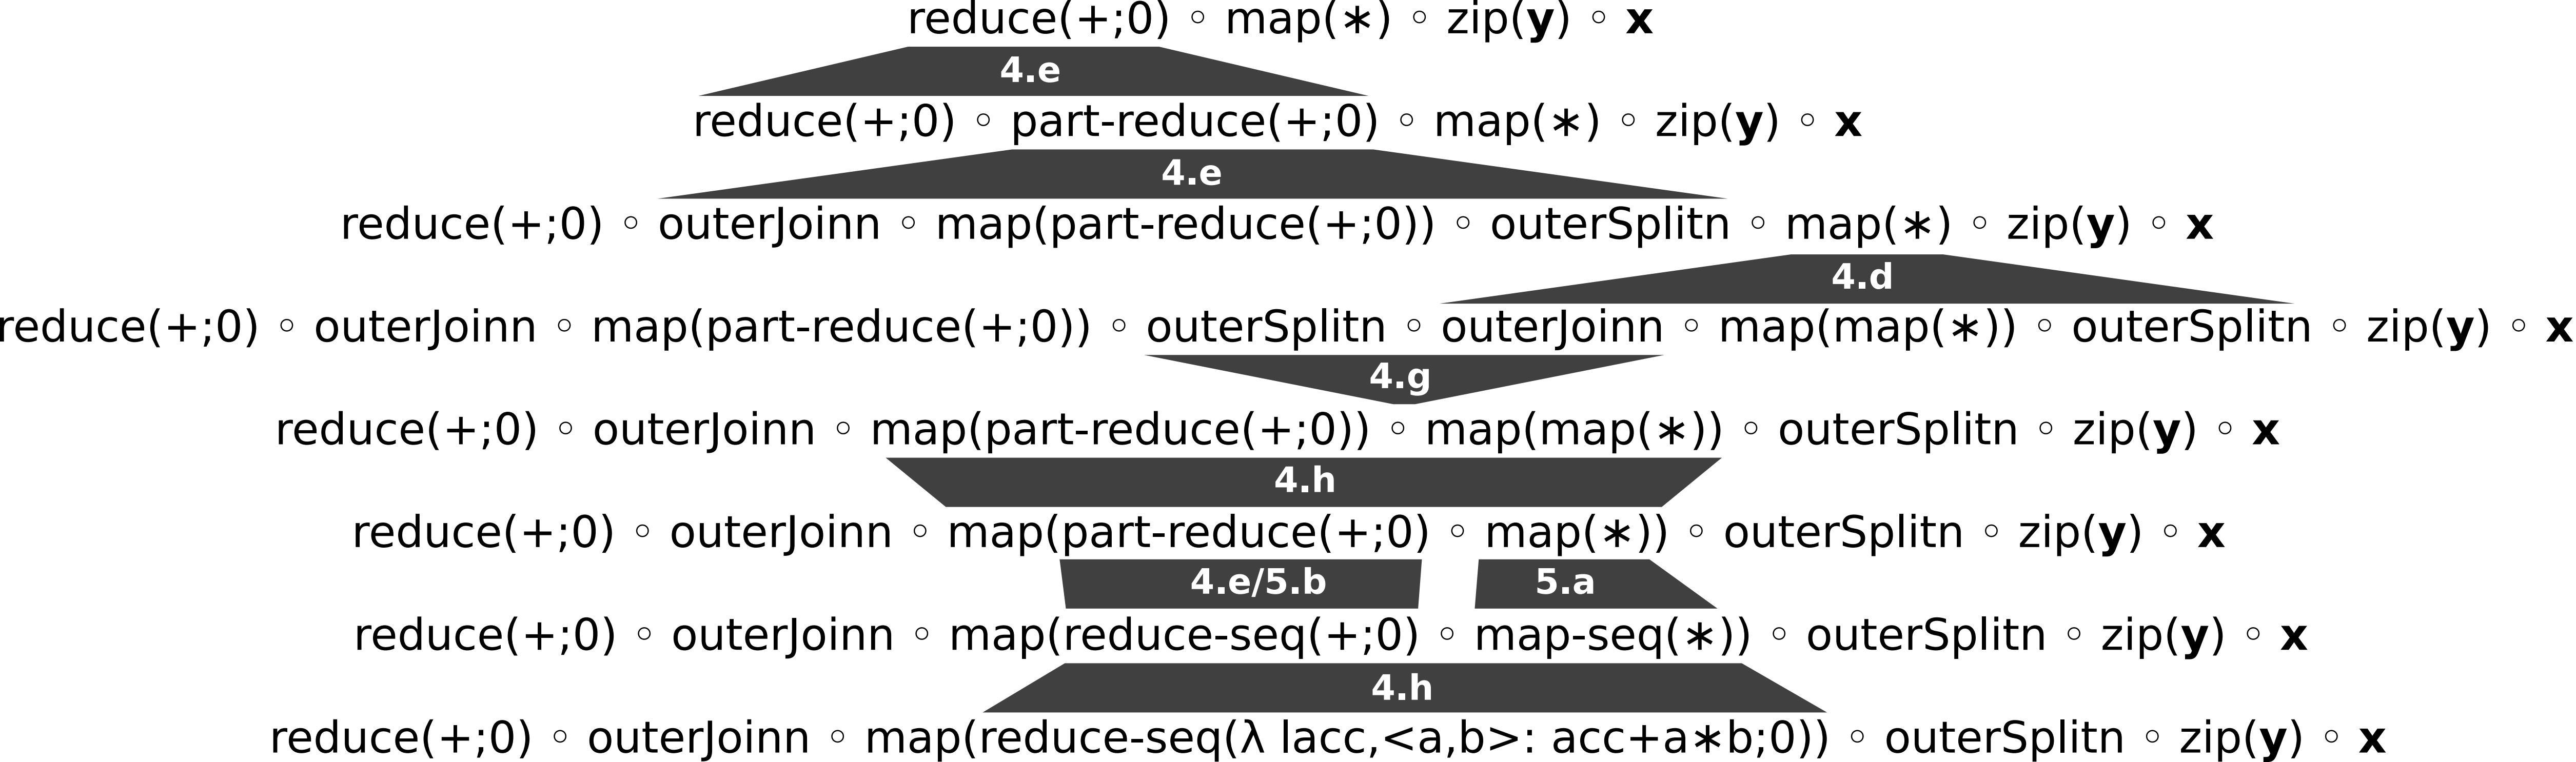 reduce(+;0) ◦ map(∗) ◦ zip(y) ◦ x
4.e
reduce(+;0) ◦ part-reduce(+;0) ◦ map(∗) ◦ zip(y) ◦ x
4.e
reduce(+;0) ◦ outerJoinn ◦ map(part-reduce(+;0)) ◦ outerSplitn ◦ map(∗) ◦ zip(y) ◦ x
4.d
reduce(+;0) ◦ outerJoinn ◦ map(part-reduce(+;0)) ◦ outerSplitn ◦ outerJoinn ◦ map(map(∗)) ◦ outerSplitn ◦ zip(y) ◦ x
4.g
reduce(+;0) ◦ outerJoinn ◦ map(part-reduce(+;0)) ◦ map(map(∗)) ◦ outerSplitn ◦ zip(y) ◦ x
4.h
reduce(+;0) ◦ outerJoinn ◦ map(part-reduce(+;0) ◦ map(∗)) ◦ outerSplitn ◦ zip(y) ◦ x
4.e/5.b 5.a
reduce(+;0) ◦ outerJoinn ◦ map(reduce-seq(+;0) ◦ map-seq(∗)) ◦ outerSplitn ◦ zip(y) ◦ x
4.h
reduce(+;0) ◦ outerJoinn ◦ map(reduce-seq(λ lacc,<a,b>: acc+a∗b;0)) ◦ outerSplitn ◦ zip(y) ◦ x